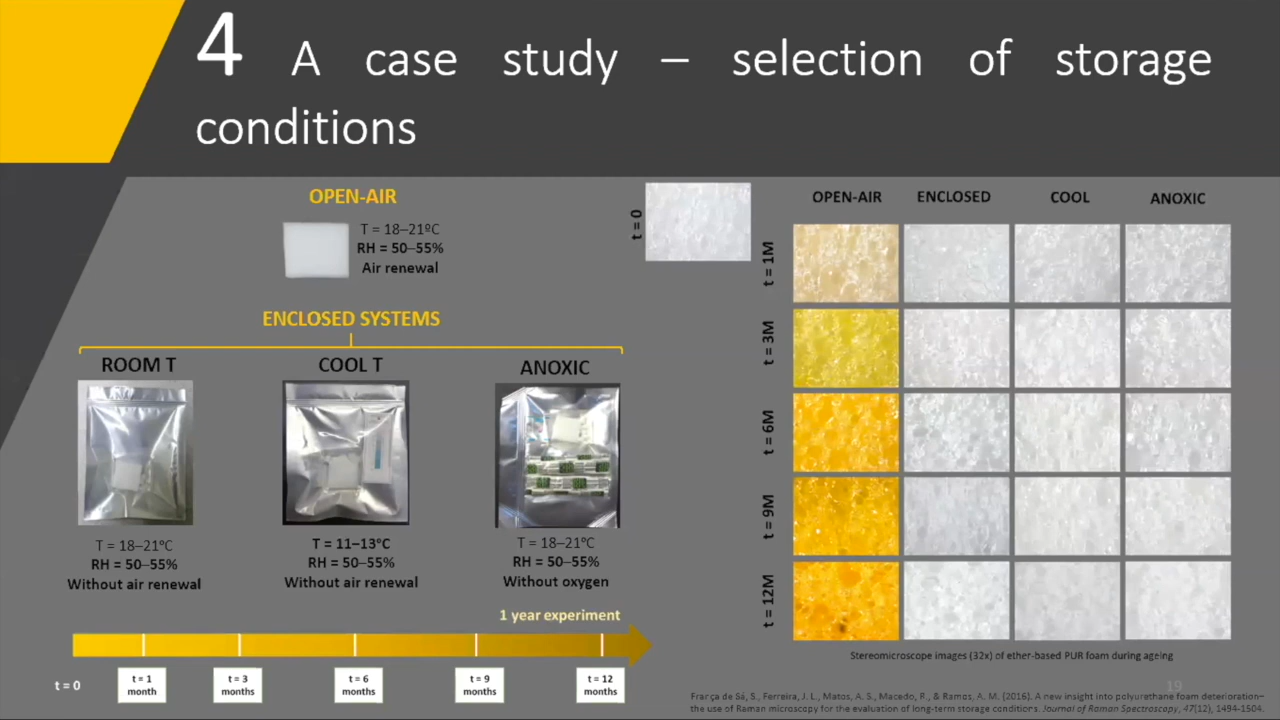 4 A case study – selection of storage
conditions
OPEN-AIR
T = 18–21ºC
RH = 50–55%
Air renewal
ENCLOSED SYSTEMS
ROOM T
COOL T
ANOXIC
T = 18–21°C
RH = 50–55%
Without air renewal
T = 11–13°C
RH = 50–55%
Without air renewal
T = 18–21°C
RH = 50–55%
Without oxygen
1 year experiment
t = 0
t = 1
month
t = 3
months
t = 6
months
t = 9
months
t = 12
months
t = 0
OPEN-AIR
ENCLOSED
COOL
ANOXIC
t = 1M
t = 3M
t = 6M
t = 9M
t = 12M
Stereomicroscope images (32x) of ether-based PUR foam during ageing
19
França de Sá, S., Ferreira, J. L., Matos, A. S., Macedo, R., & Ramos, A. M. (2016). A new insight into polyurethane foam deterioration–
the use of Raman microscopy for the evaluation of long-term storage conditions. Journal of Raman Spectroscopy, 47(12), 1494-1504.